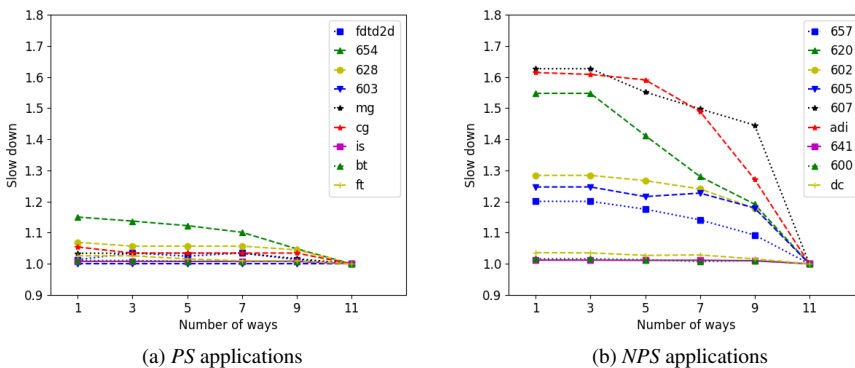 1.8
1.7
1.6
1.5
1.4
1.3
1.2
1.1
1.0
0.9
Slow down
1 3 5 7 9 11
Number of ways
fdtd2d
654
628
603
mg
cg
is
bt
ft
(a) PS applications
1.8
1.7
1.6
1.5
1.4
1.3
1.2
1.1
1.0
0.9
Slow down
1 3 5 7 9 11
Number of ways
657
620
602
605
607
adi
641
600
dc
(b) NPS applications